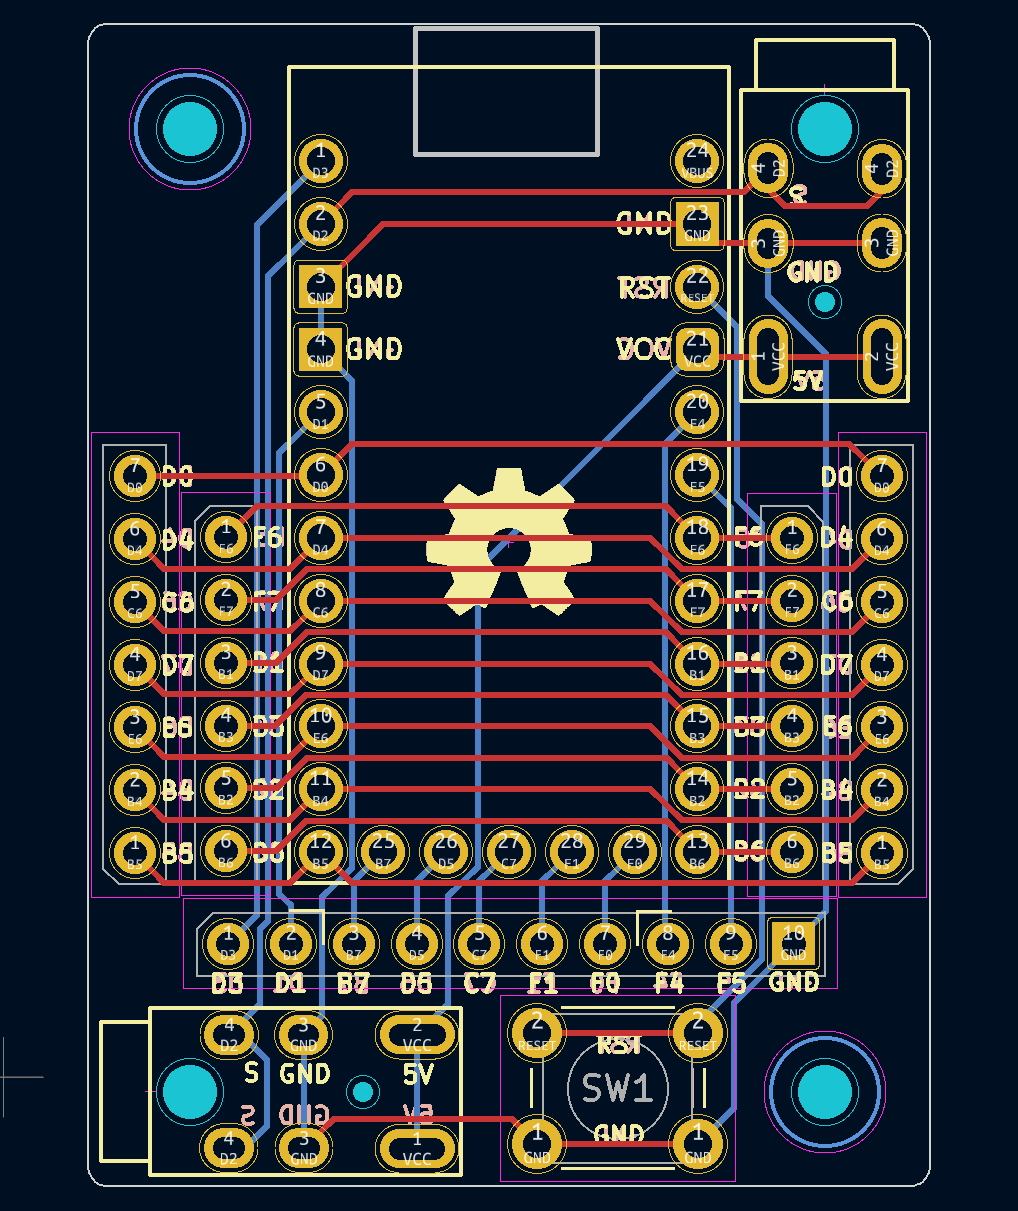 1 D3
24 VBUS
4 D2
4 D2
S
2 D2
GND
23 GND
3 GND
3 GND
GND
3 GND
GND
RST
22 RESET
4 GND
GND
VCC
21 VCC
1 VCC
2 VCC
5V
5 D1
20 F4
7 D0
D0
6 D0
19 F5
D0
7 D0
6 D4
D4
1 F6
F6
7 D4
18 F6
F6
1 F6
D4
6 D4
5 C6
C6
2 F7
F7
8 C6
17 F7
F7
2 F7
C6
5 C6
4 D7
D7
3 B1
B1
9 D7
16 B1
B1
3 B1
D7
4 D7
3 E6
E6
4 B3
B3
10 E6
15 B3
B3
4 B3
E6
3 E6
2 B4
B4
5 B2
B2
11 B4
14 B2
B2
5 B2
B4
2 B4
1 B5
B5
6 B6
B6
12 B5
25 B7
26 D5
27 C7
28 F1
29 F0
13 B6
B6
6 B6
B5
1 B5
1 D3
2 D1
3 B7
4 D5
5 C7
6 F1
7 F0
8 F4
9 F5
10 GND
D3 D1 B7 D5 C7 F1 F0 F4 F5 GND
4 D2
3 GND
VCC
2 RESET
RST
2 RESET
S GND 5V
SW1
S GND 5V
4 D2
3 GND
1 VCC
1 GND
GND
1 GND